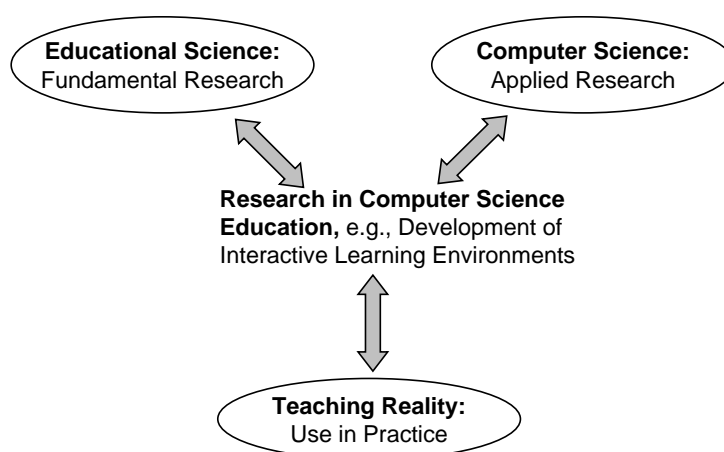 Educational Science:
Fundamental Research
Computer Science:
Applied Research
Research in Computer Science
Education, e.g., Development of
Interactive Learning Environments
Teaching Reality:
Use in Practice